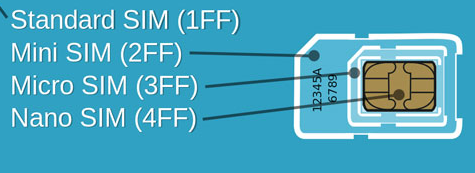 Standard SIM (1FF)
Mini SIM (2FF)
Micro SIM (3FF)
Nano SIM (4FF)
12345A
6789